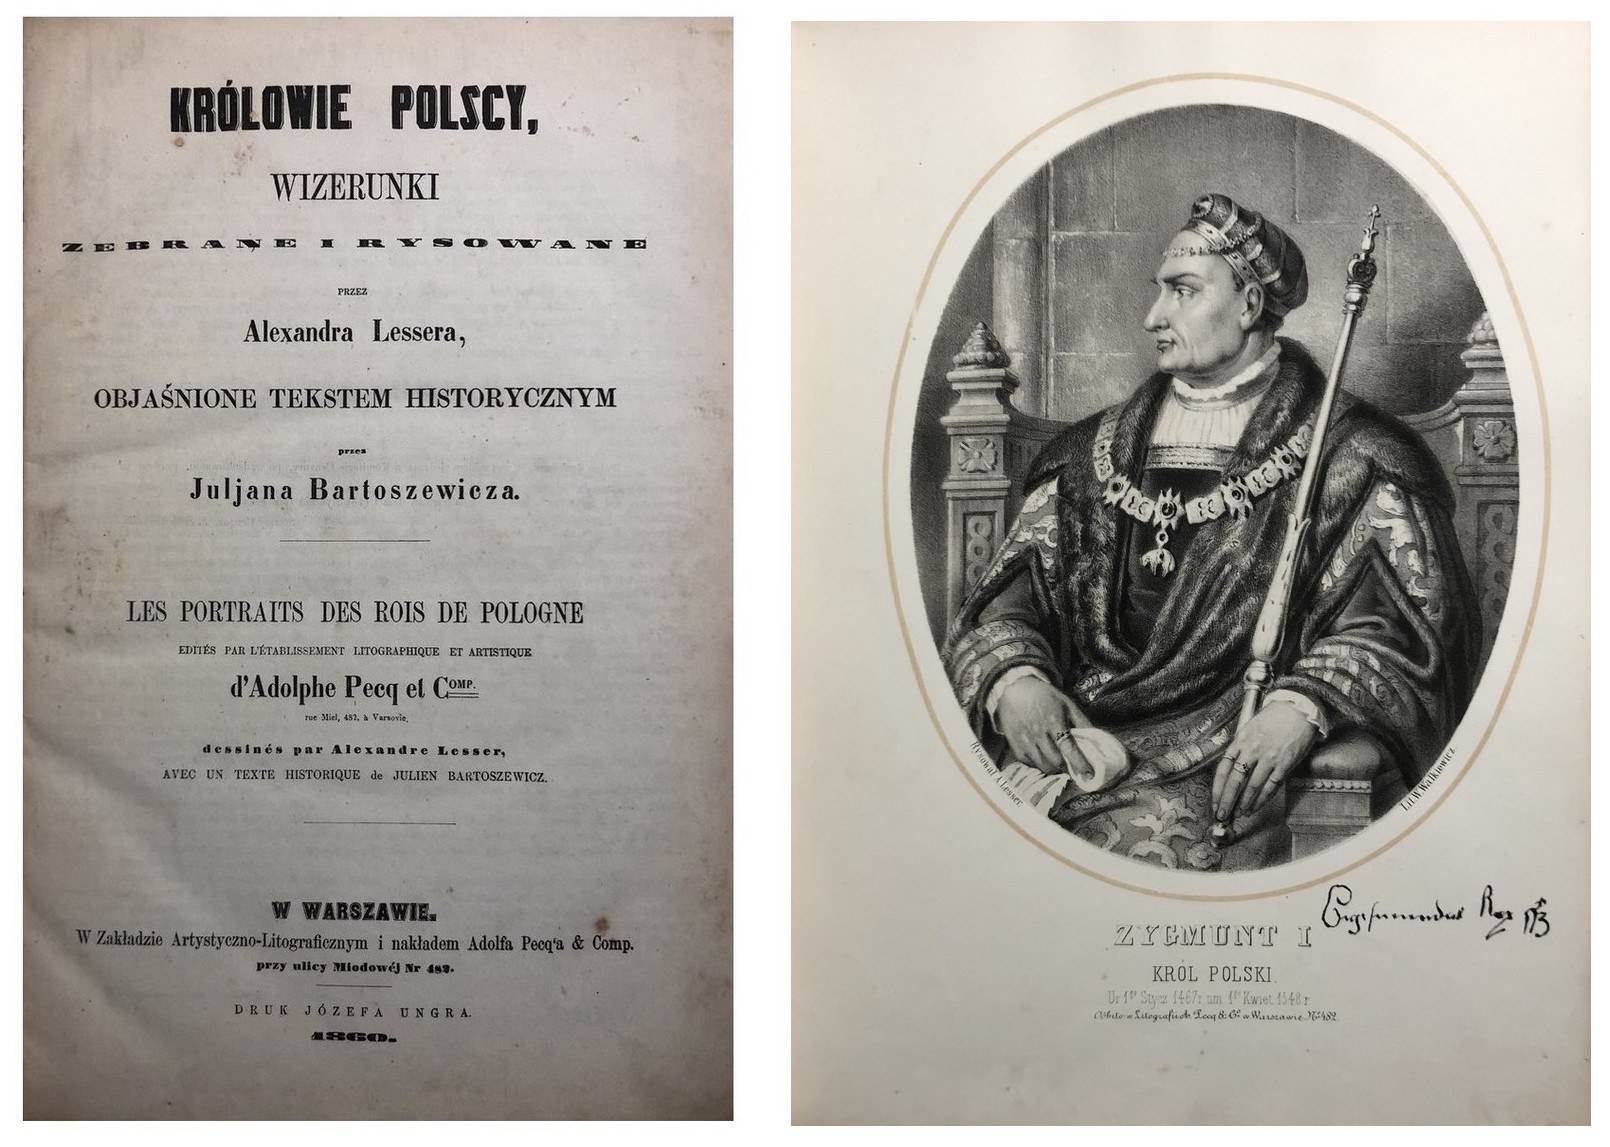 KRÓLOWIE POLSCY,
WIZERUNKI
ZEBRANE I RYSOWANE
PRZEZ
Alexandra Lessera,
OBJAŚNIONE TEKSTEM HISTORYCZNYM
przez
Juljana Bartoszewicza.
LES PORTRAITS DES ROIS DE POLOGNE
EDITÉS PAR L'ÉTABLISSEMENT LITOGRAPHIQUE ET ARTISTIQUE
d'Adolphe Pecq et COMP.
rue Miel, 482, à Varsovie.
dessinés par Alexandre Lesser,
AVEC UN TEXTE HISTORIQUE de JULIEN BARTOSZEWICZ.
W WARSZAWIE.
W Zakładzie Artystyczno-Litograficznym i nakładem Adolfa Pecq'a & Comp.
przy ulicy Miodowéj Nr 482.
DRUK JÓZEFA UNGRA.
1860.
Rysował A Lesser.
Lit. W. Walkiewicz.
ZYGMUNT I
KRÓL POLSKI.
Ur 1go Stycz 1467 r. um. 1go Kwiet. 1548 r
Odbito w Litografii A. Pecq & Co. w Warszawie. No 482.